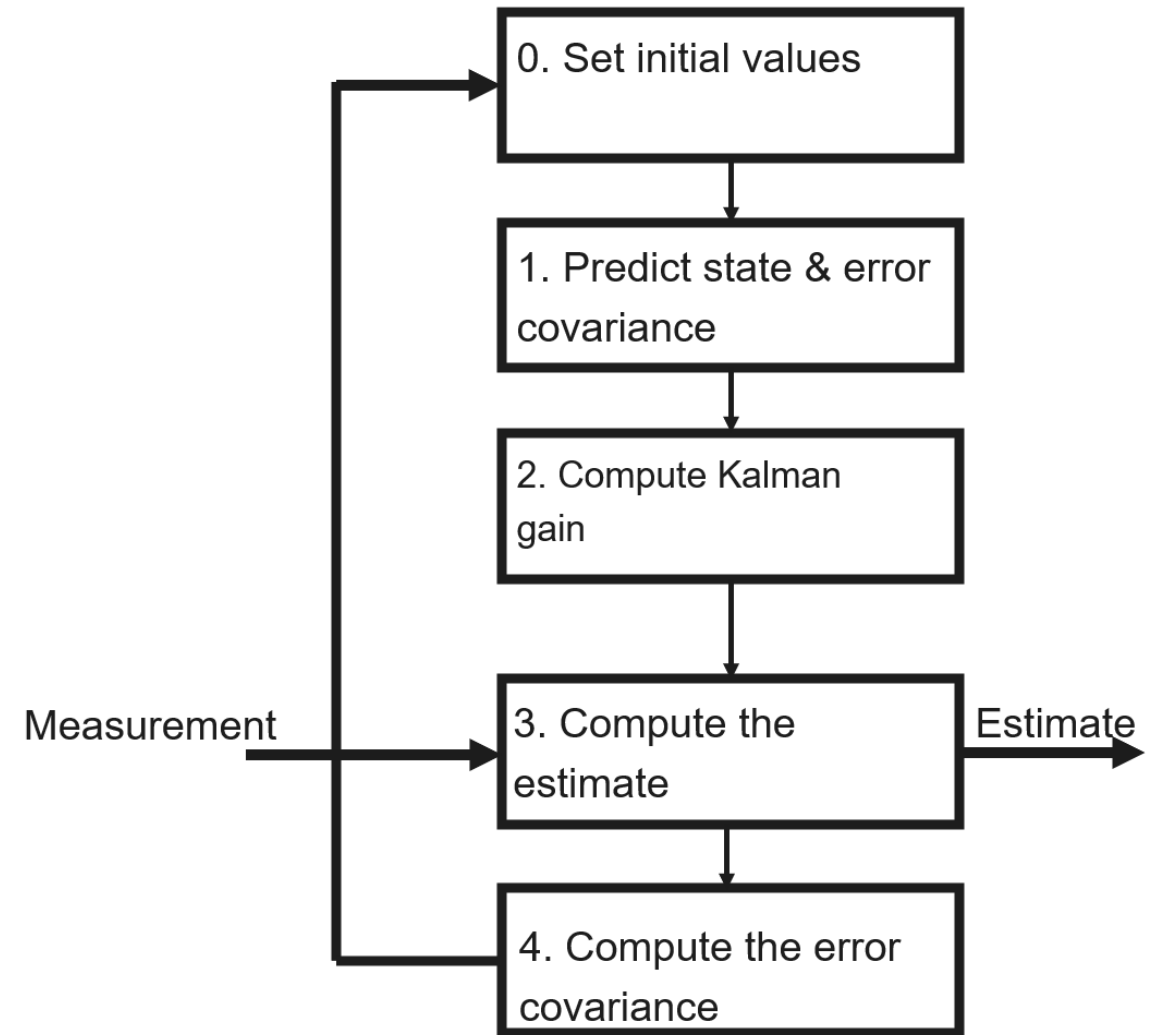 0. Set initial values
1. Predict state & error
covariance
2. Compute Kalman
gain
Measurement
3. Compute the
estimate
Estimate
4. Compute the error
covariance